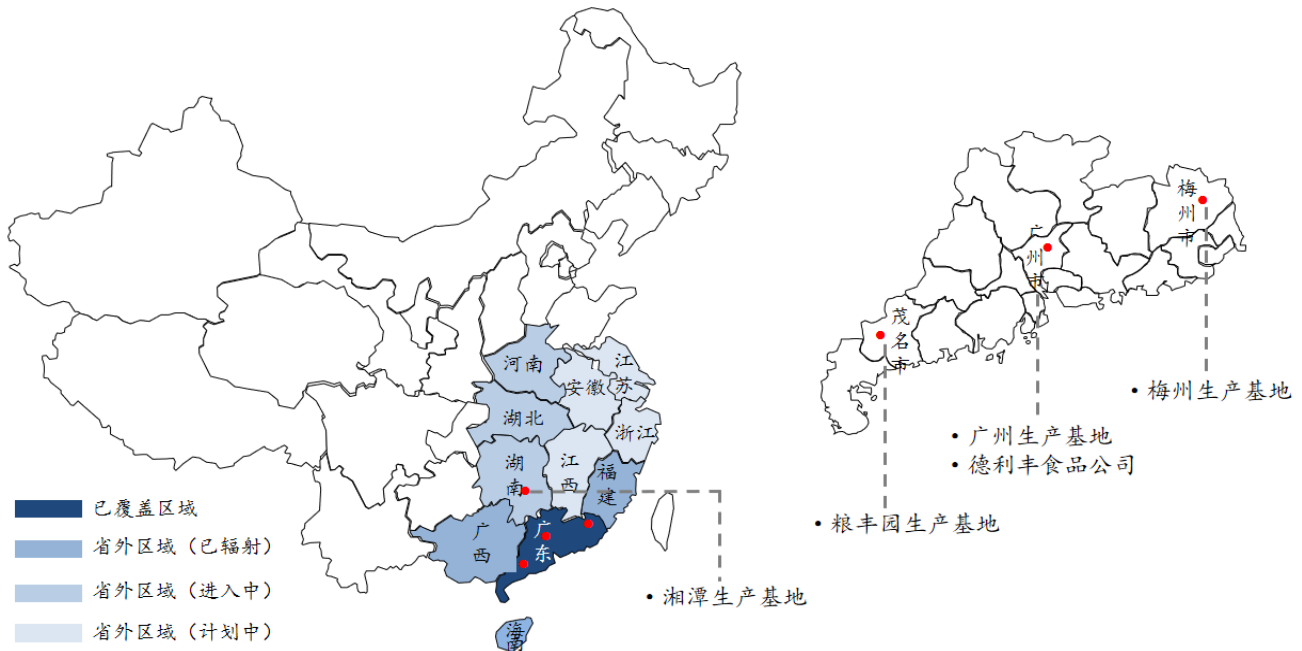 河南
江苏
安徽
湖北
浙江
湖南
江西
福建
广西
广东
海南
已覆盖区域
省外区域（已辐射）
省外区域（进入中）
省外区域（计划中）
• 湘潭生产基地
梅州市
广州市
茂名市
• 梅州生产基地
• 广州生产基地
• 德利丰食品公司
• 粮丰园生产基地